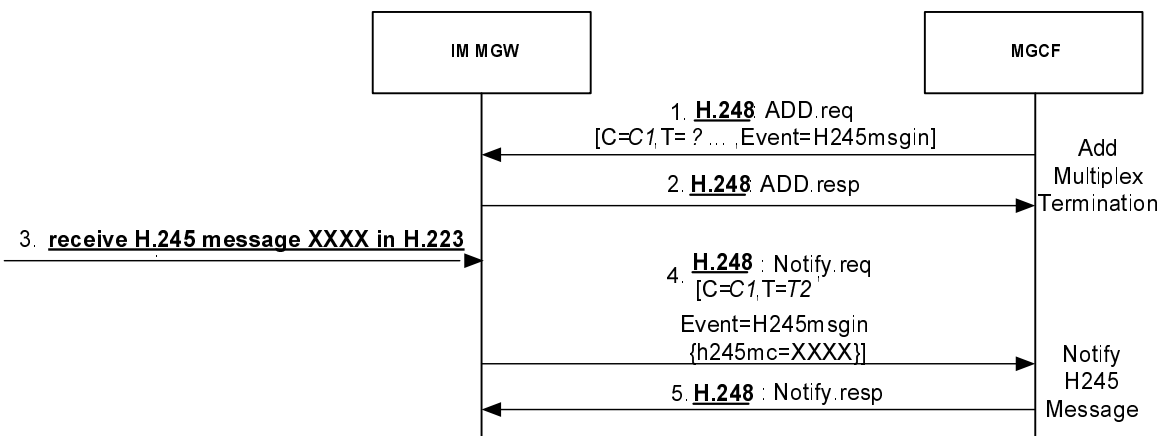 IM MGW
MGCF
1. H.248: ADD.req
[C=C1,T= ? ... ,Event=H245msgin]
Add
Multiplex
Termination
2. H.248: ADD.resp
3. receive H.245 message XXXX in H.223
4. H.248 : Notify.req
[C=C1,T=T2 ,
Event=H245msgin
{h245mc=XXXX}]
Notify
H245
Message
5. H.248 : Notify.resp